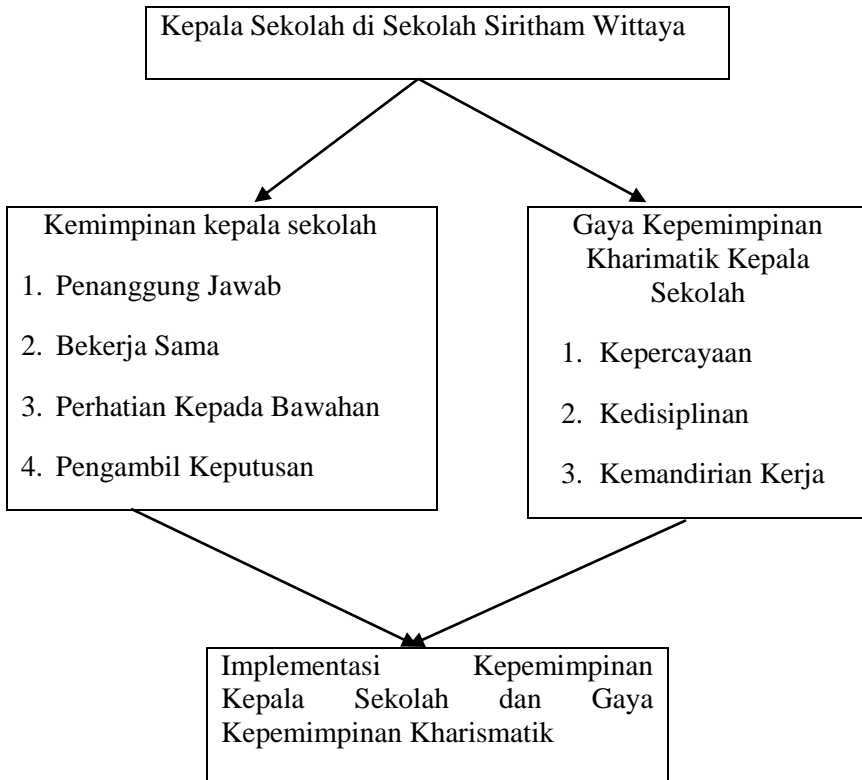 Kepala Sekolah di Sekolah Siritham Wittaya
Kemimpinan kepala sekolah
1. Penanggung Jawab
2. Bekerja Sama
3. Perhatian Kepada Bawahan
4. Pengambil Keputusan
Gaya Kepemimpinan
Kharimatik Kepala
Sekolah
1. Kepercayaan
2. Kedisiplinan
3. Kemandirian Kerja
Implementasi Kepemimpinan
Kepala Sekolah dan Gaya
Kepemimpinan Kharismatik